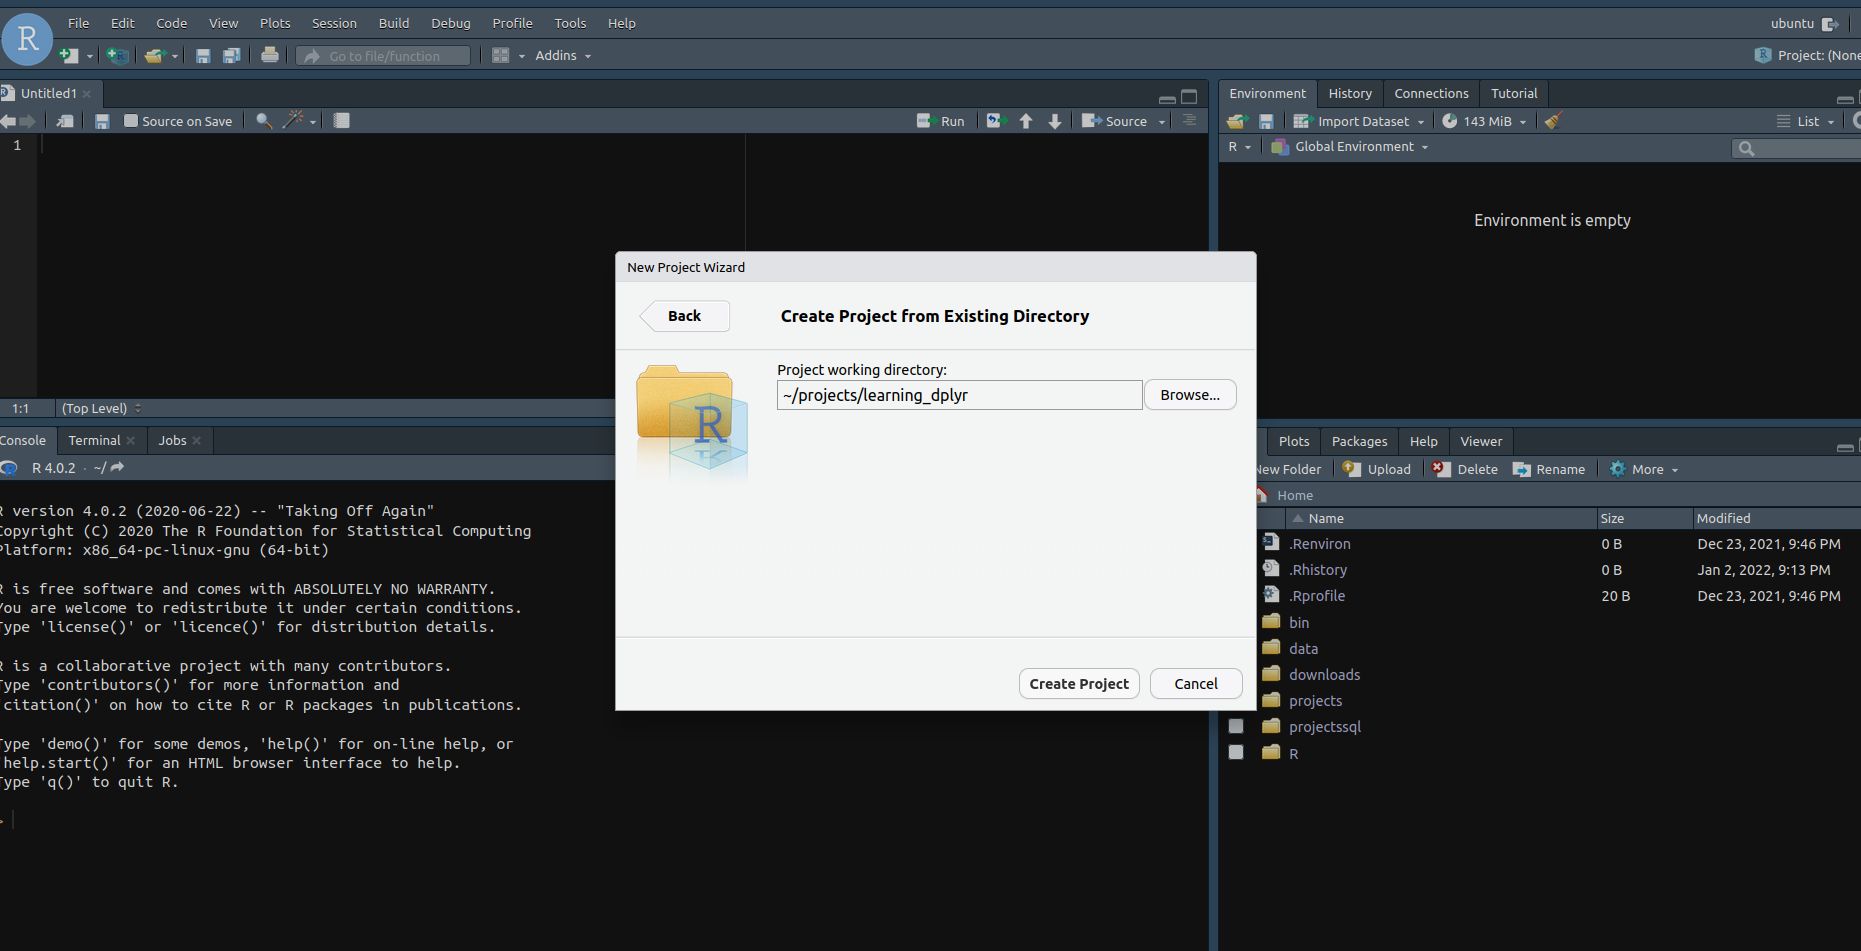 File Edit Code View Plots Session Build Debug Profile Tools Help
ubuntu
R
Go to file/function
Addins
Project: (None
Untitled1
Source on Save
Run
Source
1
1:1
(Top Level)
Console Terminal Jobs
R 4.0.2 · ~/
R version 4.0.2 (2020-06-22) -- "Taking Off Again"
Copyright (C) 2020 The R Foundation for Statistical Computing
Platform: x86_64-pc-linux-gnu (64-bit)
R is free software and comes with ABSOLUTELY NO WARRANTY.
You are welcome to redistribute it under certain conditions.
Type 'license()' or 'licence()' for distribution details.
R is a collaborative project with many contributors.
Type 'contributors()' for more information and
'citation()' on how to cite R or R packages in publications.
Type 'demo()' for some demos, 'help()' for on-line help, or
'help.start()' for an HTML browser interface to help.
Type 'q()' to quit R.
>
New Project Wizard
Back
Create Project from Existing Directory
Project working directory:
~/projects/learning_dplyr
Browse...
R
Create Project
Cancel
Environment History Connections Tutorial
Import Dataset
143 MiB
List
R
Global Environment
Environment is empty
Plots Packages Help Viewer
New Folder Upload Delete Rename More
Home
Name Size Modified
.Renviron 0 B Dec 23, 2021, 9:46 PM
.Rhistory 0 B Jan 2, 2022, 9:13 PM
.Rprofile 20 B Dec 23, 2021, 9:46 PM
bin
data
downloads
projects
projectssql
R